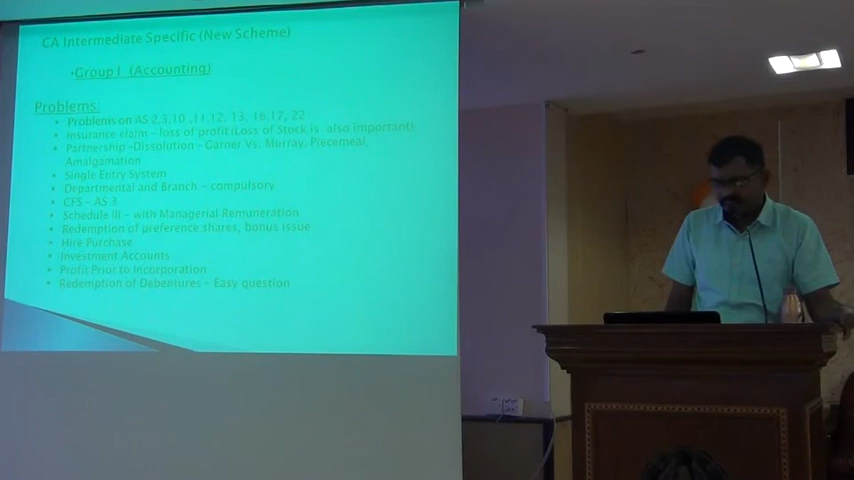 CA Intermediate Specific (New Scheme)
•Group I (Accounting)
Problems:
• Problems on AS 2,3,10 ,11,12, 13, 16,17, 22
• Insurance claim – loss of profit(Loss of Stock is also important)
• Partnership –Dissolution – Garner Vs. Murray, Piecemeal,
Amalgamation
• Single Entry System
• Departmental and Branch – compulsory
• CFS – AS 3
• Schedule III – with Managerial Remuneration
• Redemption of preference shares, bonus issue
• Hire Purchase
• Investment Accounts
• Profit Prior to Incorporation
• Redemption of Debentures – Easy question